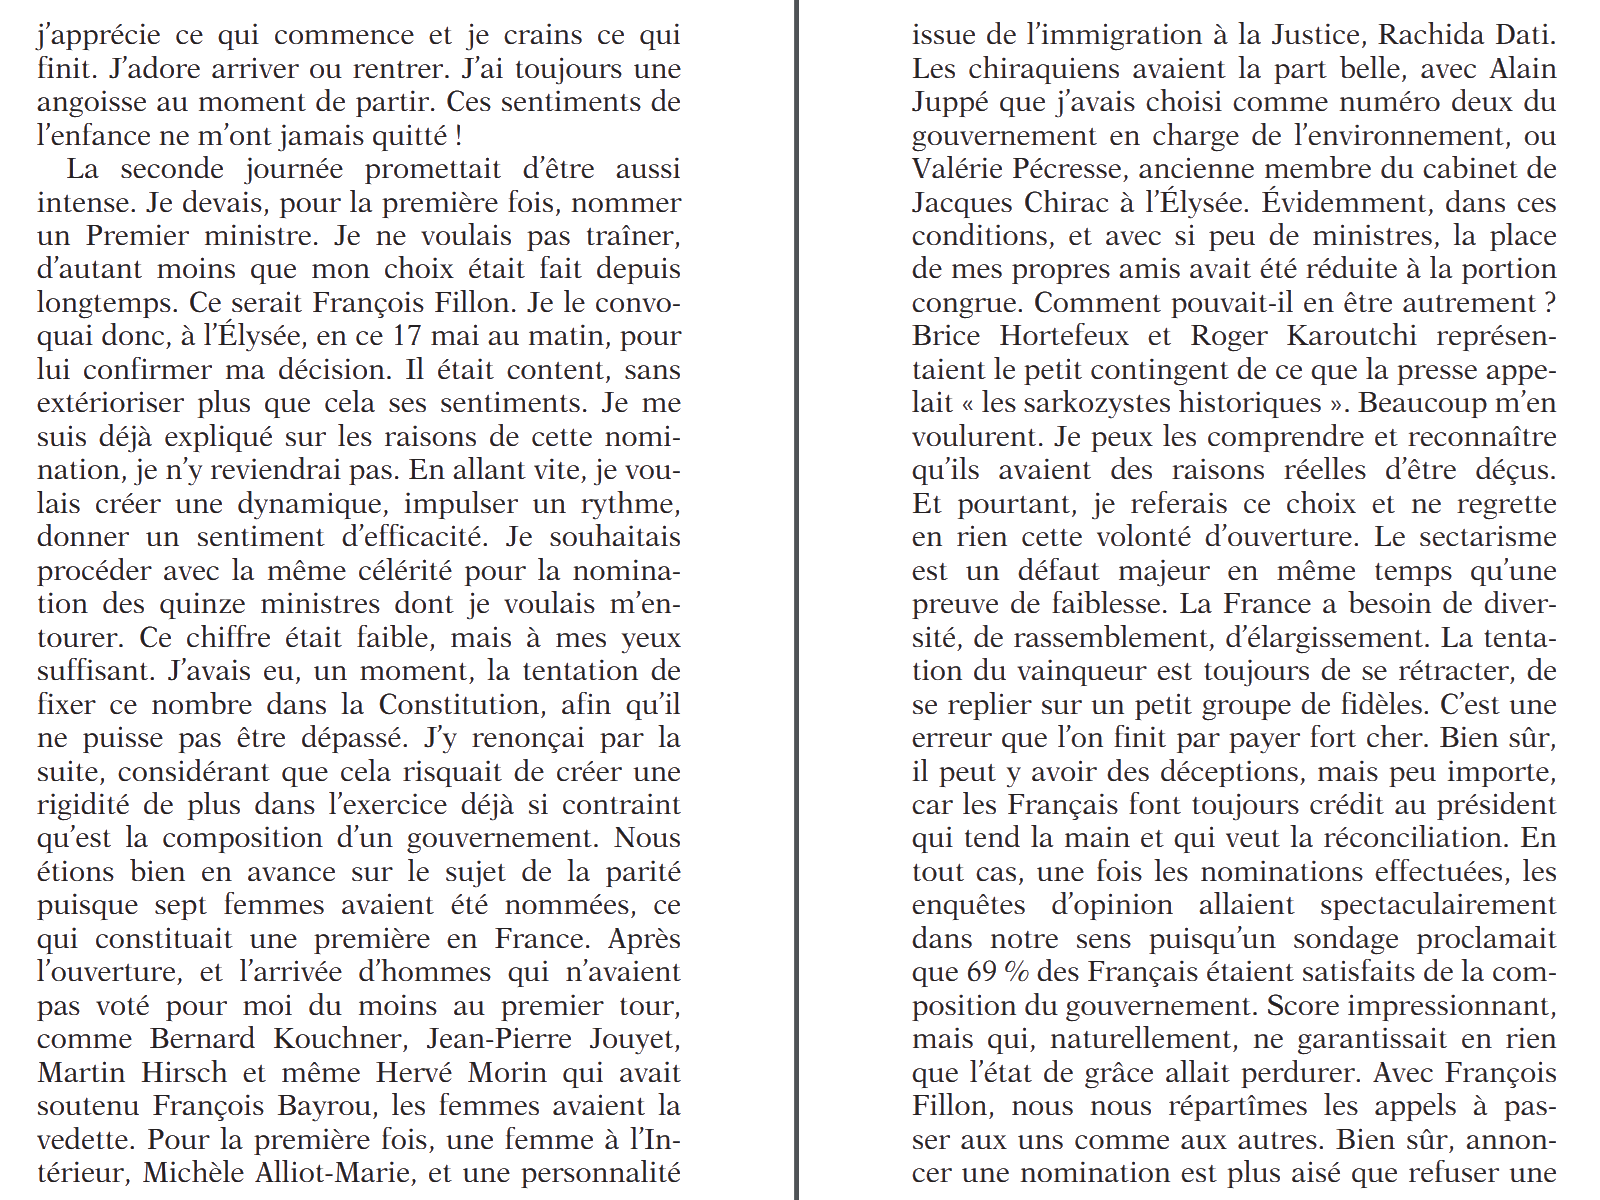 j’apprécie ce qui commence et je crains ce qui
finit. J’adore arriver ou rentrer. J’ai toujours une
angoisse au moment de partir. Ces sentiments de
l’enfance ne m’ont jamais quitté !
La seconde journée promettait d’être aussi
intense. Je devais, pour la première fois, nommer
un Premier ministre. Je ne voulais pas traîner,
d’autant moins que mon choix était fait depuis
longtemps. Ce serait François Fillon. Je le convo-
quai donc, à l’Élysée, en ce 17 mai au matin, pour
lui confirmer ma décision. Il était content, sans
extérioriser plus que cela ses sentiments. Je me
suis déjà expliqué sur les raisons de cette nomi-
nation, je n’y reviendrai pas. En allant vite, je vou-
lais créer une dynamique, impulser un rythme,
donner un sentiment d’efficacité. Je souhaitais
procéder avec la même célérité pour la nomina-
tion des quinze ministres dont je voulais m’en-
tourer. Ce chiffre était faible, mais à mes yeux
suffisant. J’avais eu, un moment, la tentation de
fixer ce nombre dans la Constitution, afin qu’il
ne puisse pas être dépassé. J’y renonçai par la
suite, considérant que cela risquait de créer une
rigidité de plus dans l’exercice déjà si contraint
qu’est la composition d’un gouvernement. Nous
étions bien en avance sur le sujet de la parité
puisque sept femmes avaient été nommées, ce
qui constituait une première en France. Après
l’ouverture, et l’arrivée d’hommes qui n’avaient
pas voté pour moi du moins au premier tour,
comme Bernard Kouchner, Jean-Pierre Jouyet,
Martin Hirsch et même Hervé Morin qui avait
soutenu François Bayrou, les femmes avaient la
vedette. Pour la première fois, une femme à l’In-
térieur, Michèle Alliot-Marie, et une personnalité
issue de l’immigration à la Justice, Rachida Dati.
Les chiraquiens avaient la part belle, avec Alain
Juppé que j’avais choisi comme numéro deux du
gouvernement en charge de l’environnement, ou
Valérie Pécresse, ancienne membre du cabinet de
Jacques Chirac à l’Élysée. Évidemment, dans ces
conditions, et avec si peu de ministres, la place
de mes propres amis avait été réduite à la portion
congrue. Comment pouvait-il en être autrement ?
Brice Hortefeux et Roger Karoutchi représen-
taient le petit contingent de ce que la presse appe-
lait « les sarkozystes historiques ». Beaucoup m’en
voulurent. Je peux les comprendre et reconnaître
qu’ils avaient des raisons réelles d’être déçus.
Et pourtant, je referais ce choix et ne regrette
en rien cette volonté d’ouverture. Le sectarisme
est un défaut majeur en même temps qu’une
preuve de faiblesse. La France a besoin de diver-
sité, de rassemblement, d’élargissement. La tenta-
tion du vainqueur est toujours de se rétracter, de
se replier sur un petit groupe de fidèles. C’est une
erreur que l’on finit par payer fort cher. Bien sûr,
il peut y avoir des déceptions, mais peu importe,
car les Français font toujours crédit au président
qui tend la main et qui veut la réconciliation. En
tout cas, une fois les nominations effectuées, les
enquêtes d’opinion allaient spectaculairement
dans notre sens puisqu’un sondage proclamait
que 69 % des Français étaient satisfaits de la com-
position du gouvernement. Score impressionnant,
mais qui, naturellement, ne garantissait en rien
que l’état de grâce allait perdurer. Avec François
Fillon, nous nous répartîmes les appels à pas-
ser aux uns comme aux autres. Bien sûr, annon-
cer une nomination est plus aisé que refuser une